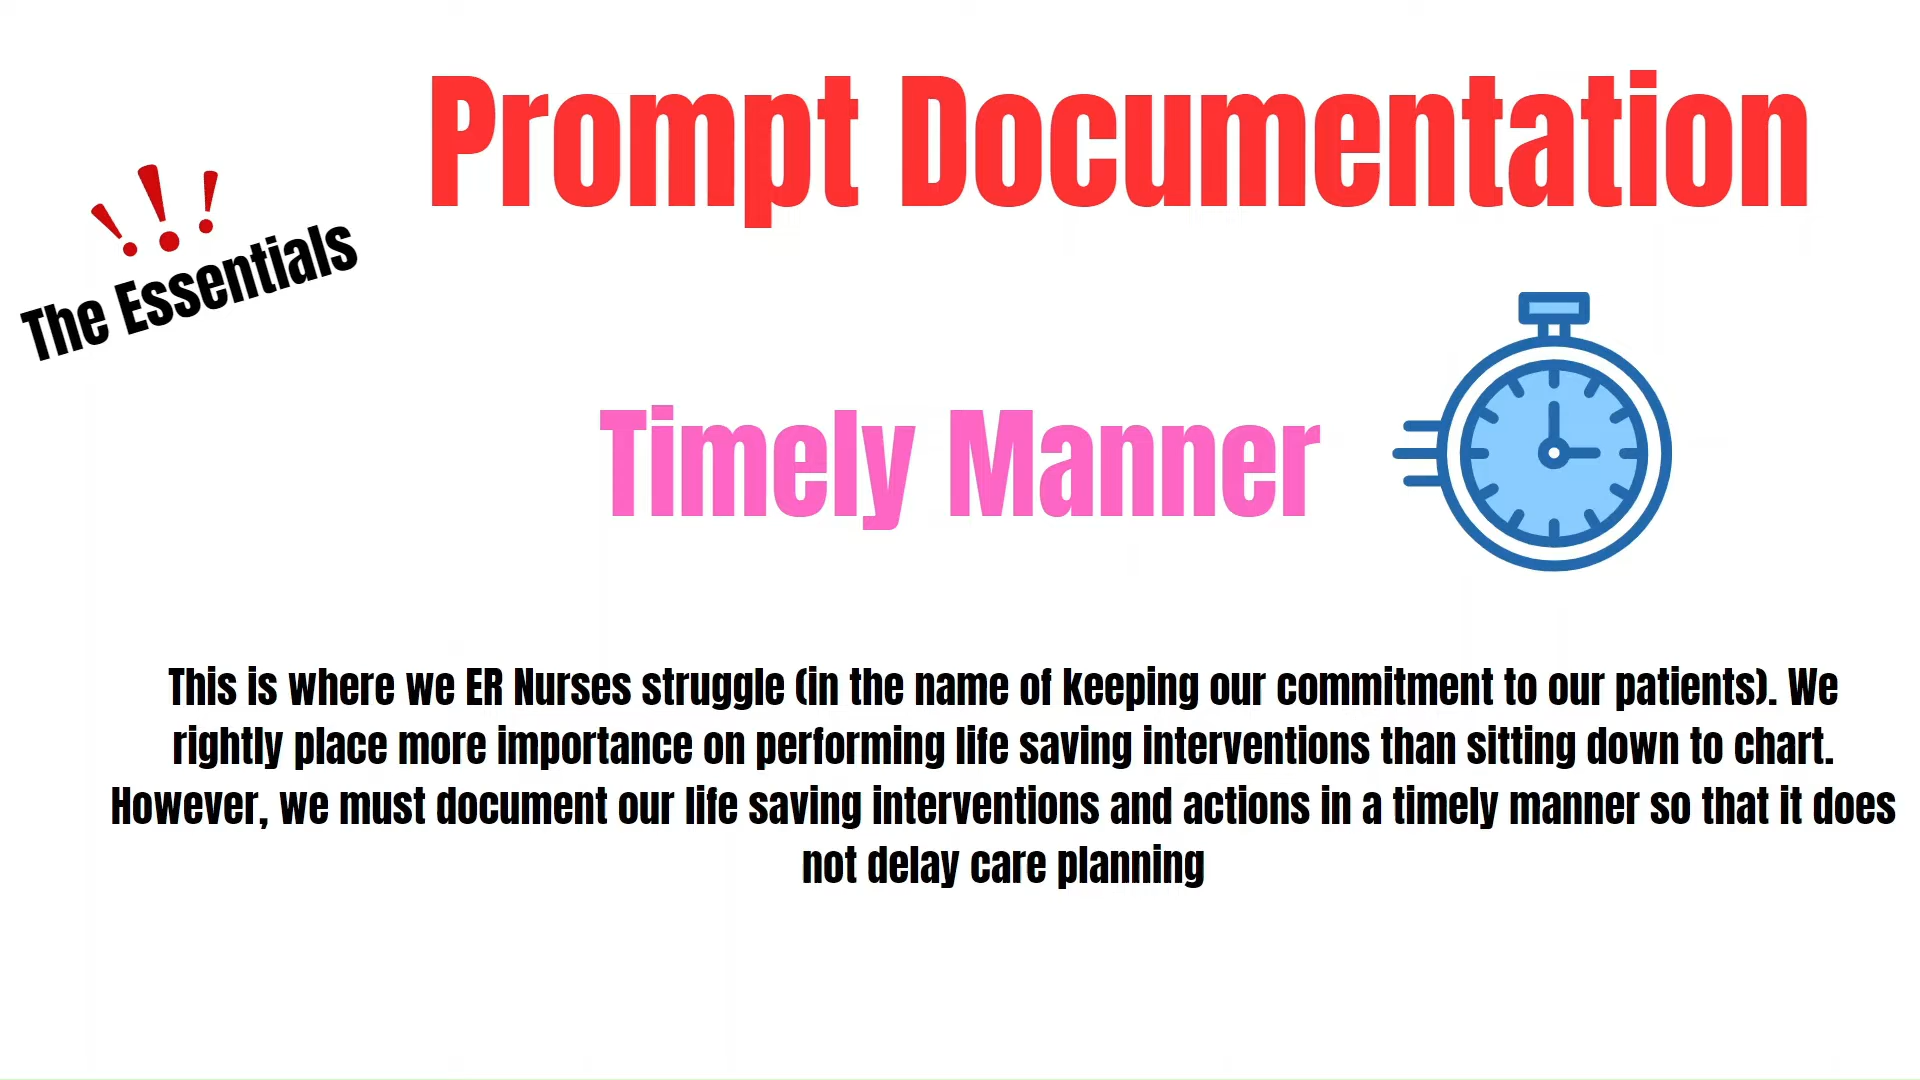 Prompt Documentation
!!!
The Essentials
Timely Manner
This is where we ER Nurses struggle (in the name of keeping our commitment to our patients). We
rightly place more importance on performing life saving interventions than sitting down to chart.
However, we must document our life saving interventions and actions in a timely manner so that it does
not delay care planning